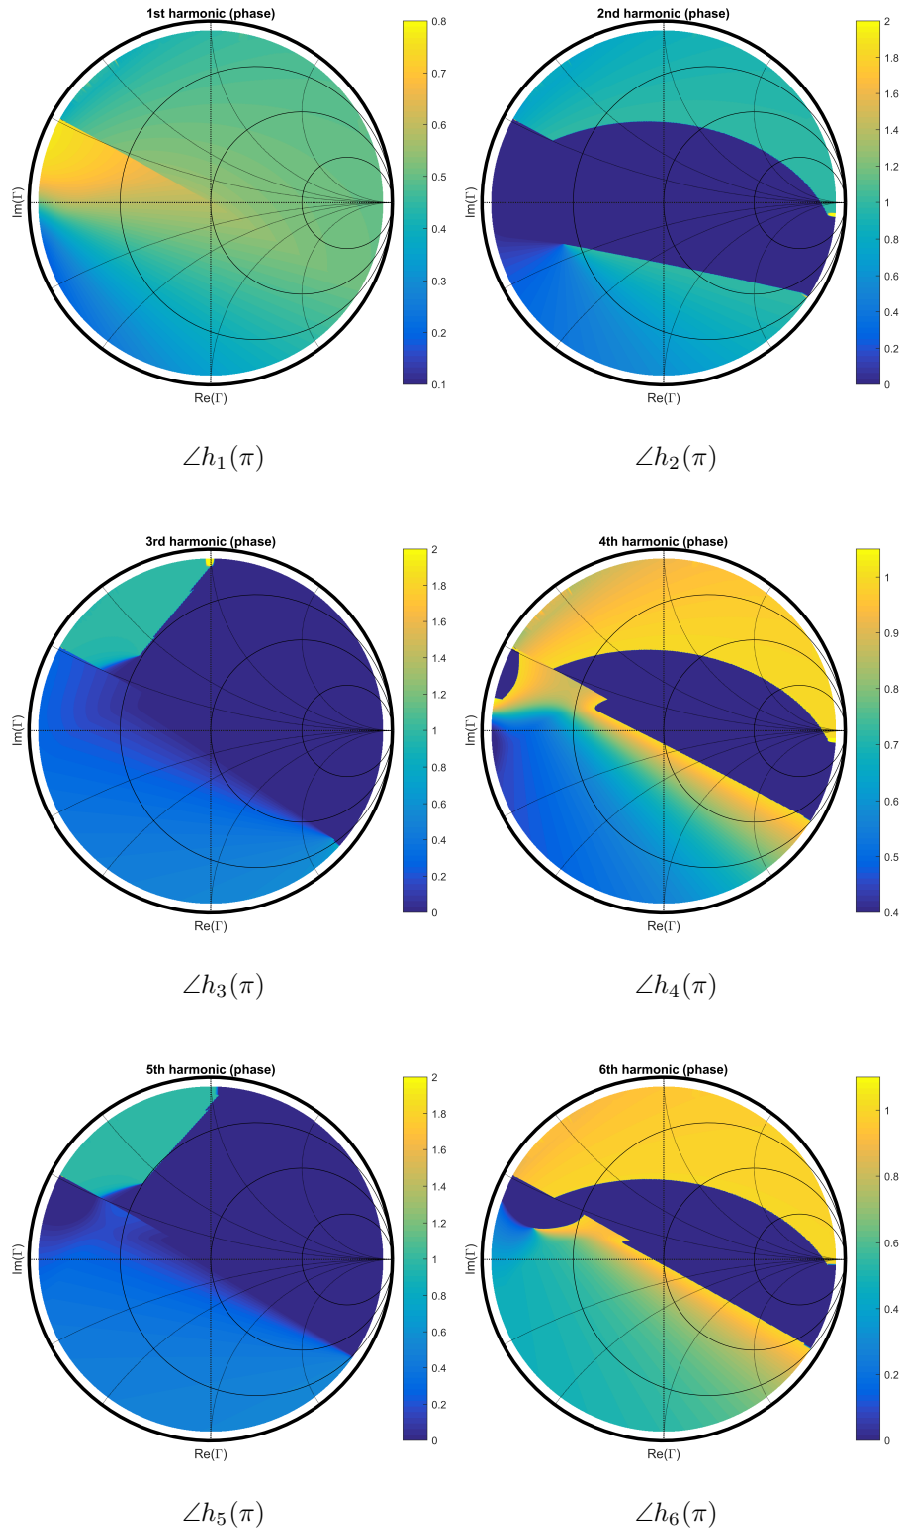 1st harmonic (phase)
Im(Γ)
Re(Γ)
0.8
0.7
0.6
0.5
0.4
0.3
0.2
0.1
∠h1(π)
2nd harmonic (phase)
Im(Γ)
Re(Γ)
2
1.8
1.6
1.4
1.2
1
0.8
0.6
0.4
0.2
0
∠h2(π)
3rd harmonic (phase)
Im(Γ)
Re(Γ)
2
1.8
1.6
1.4
1.2
1
0.8
0.6
0.4
0.2
0
∠h3(π)
4th harmonic (phase)
Im(Γ)
Re(Γ)
1
0.9
0.8
0.7
0.6
0.5
0.4
∠h4(π)
5th harmonic (phase)
Im(Γ)
Re(Γ)
2
1.8
1.6
1.4
1.2
1
0.8
0.6
0.4
0.2
0
∠h5(π)
6th harmonic (phase)
Im(Γ)
Re(Γ)
1
0.8
0.6
0.4
0.2
0
∠h6(π)